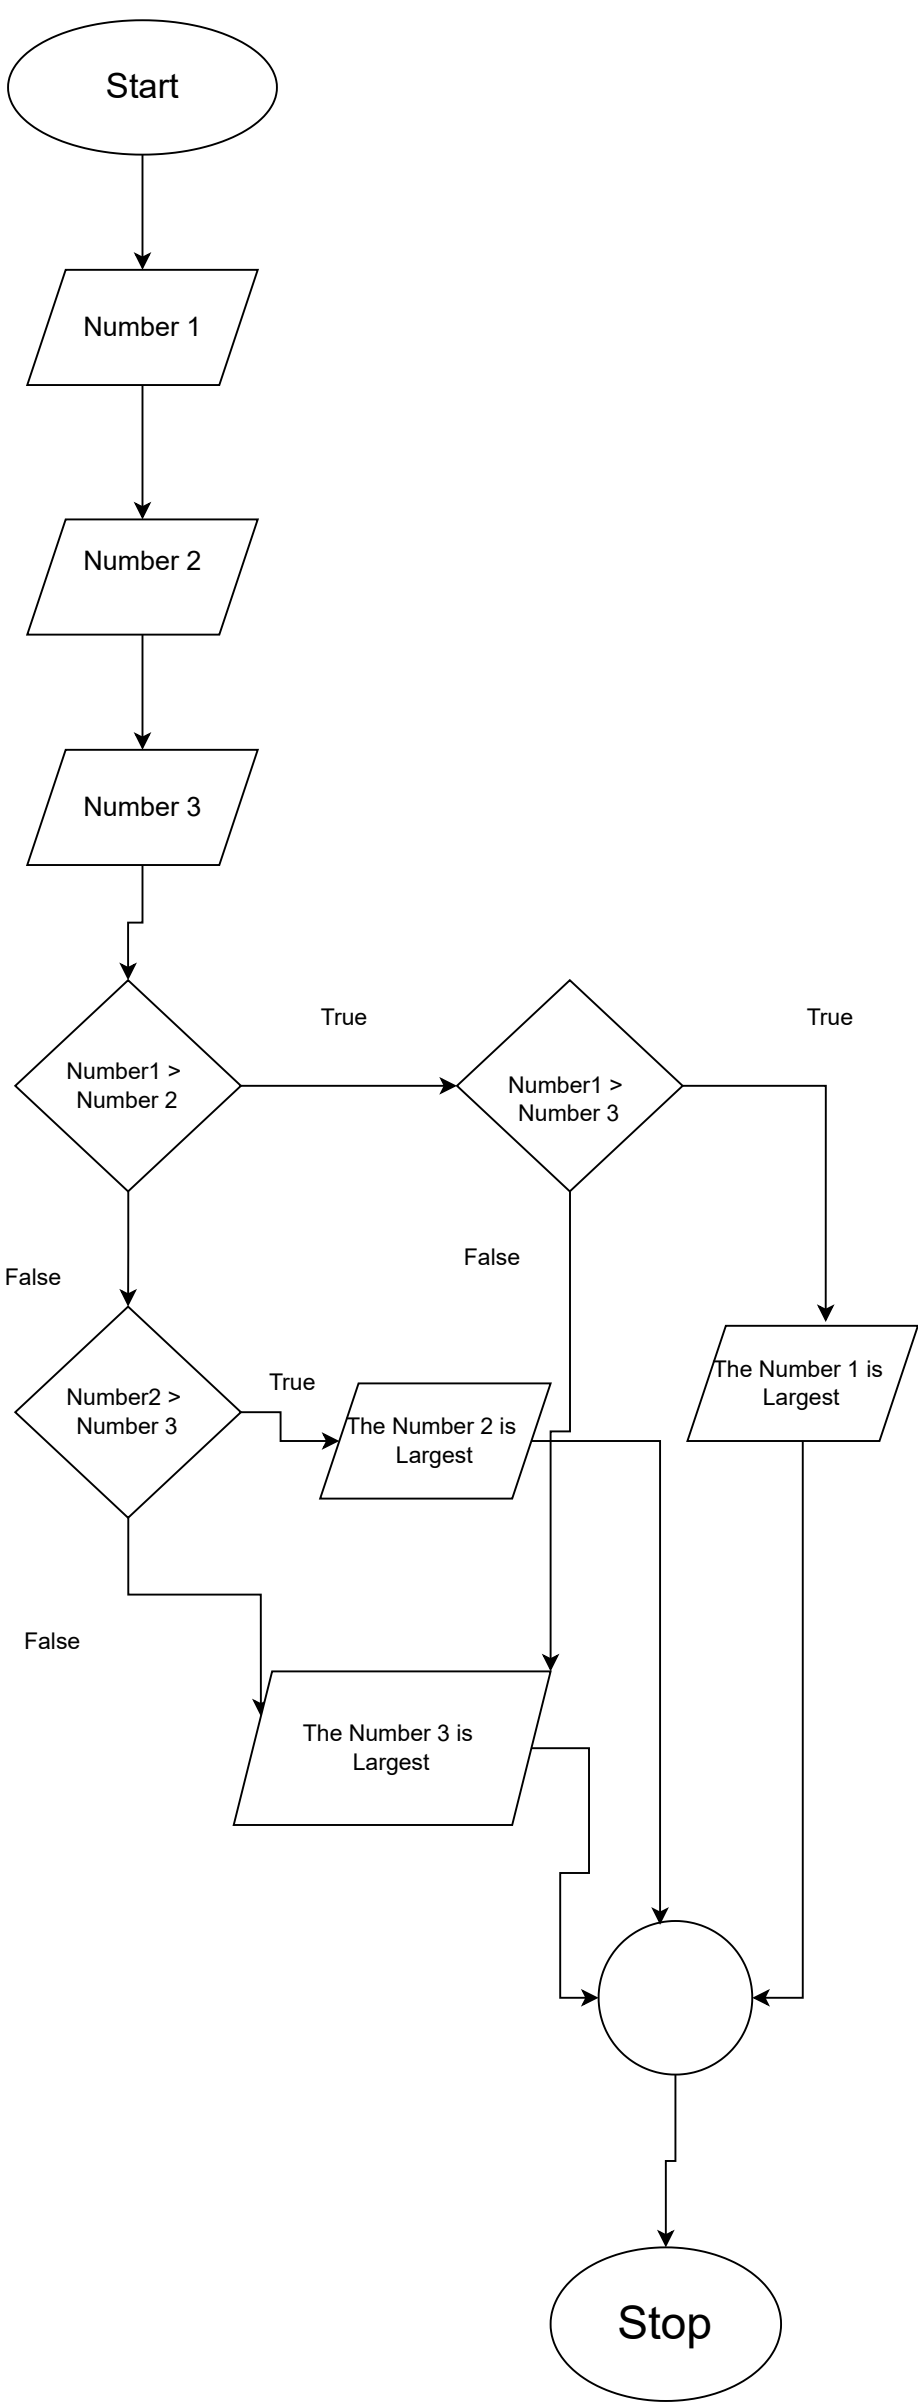 Start
Number 1
Number 2
Number 3
True
True
Number1 >
Number 2
Number1 >
Number 3
False
False
True
Number2 >
Number 3
The Number 2 is
Largest
The Number 1 is
Largest
False
The Number 3 is
Largest
Stop